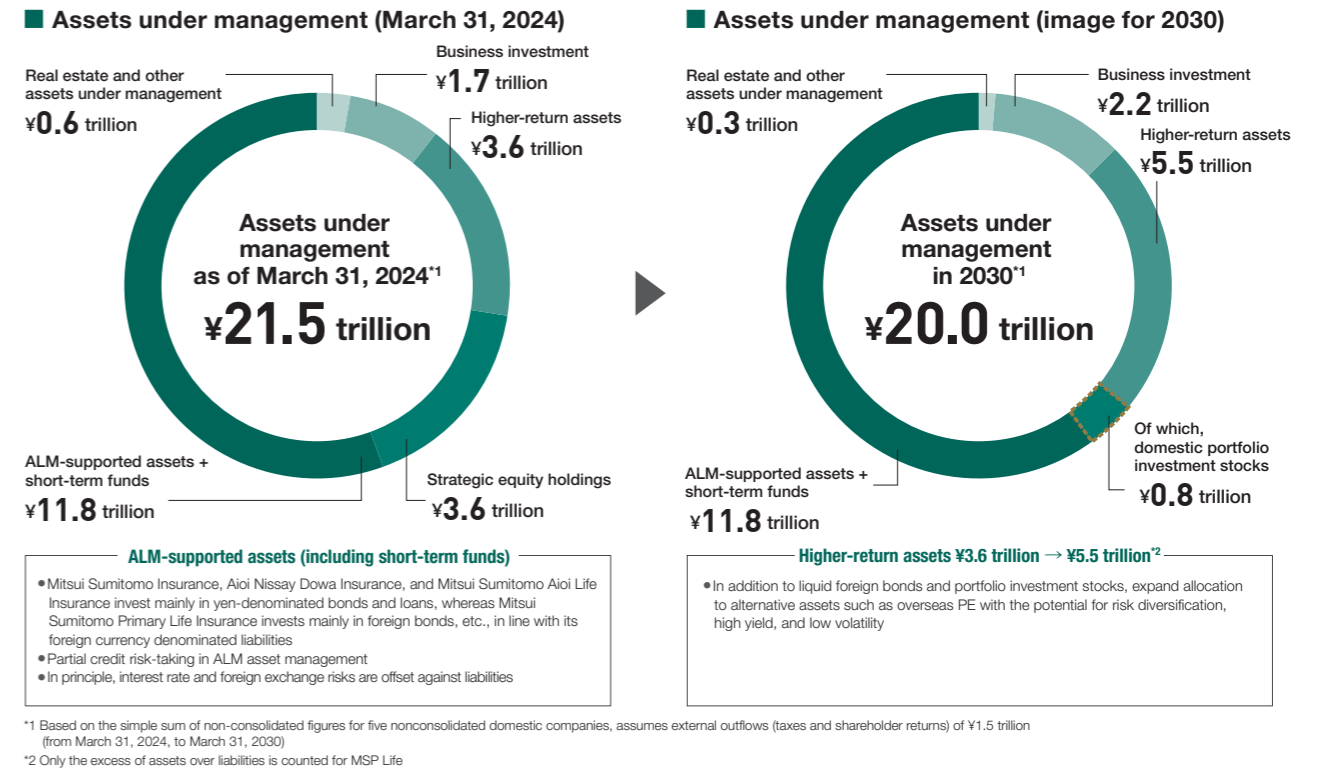 Assets under management (March 31, 2024)
Real estate and other
assets under management
¥0.6 trillion
Business investment
¥1.7 trillion
Higher-return assets
¥3.6 trillion
Assets under
management
as of March 31, 2024*1
¥21.5 trillion
ALM-supported assets +
short-term funds
¥11.8 trillion
Strategic equity holdings
¥3.6 trillion
ALM-supported assets (including short-term funds)
●Mitsui Sumitomo Insurance, Aioi Nissay Dowa Insurance, and Mitsui Sumitomo Aioi Life
Insurance invest mainly in yen-denominated bonds and loans, whereas Mitsui
Sumitomo Primary Life Insurance invests mainly in foreign bonds, etc., in line with its
foreign currency denominated liabilities
●Partial credit risk-taking in ALM asset management
●In principle, interest rate and foreign exchange risks are offset against liabilities
Assets under management (image for 2030)
Real estate and other
assets under management
¥0.3 trillion
Business investment
¥2.2 trillion
Higher-return assets
¥5.5 trillion
Assets under
management
in 2030*1
¥20.0 trillion
Of which,
domestic portfolio
investment stocks
¥0.8 trillion
ALM-supported assets +
short-term funds
¥11.8 trillion
Higher-return assets ¥3.6 trillion → ¥5.5 trillion*2
●In addition to liquid foreign bonds and portfolio investment stocks, expand allocation
to alternative assets such as overseas PE with the potential for risk diversification,
high yield, and low volatility
*1 Based on the simple sum of non-consolidated figures for five nonconsolidated domestic companies, assumes external outflows (taxes and shareholder returns) of ¥1.5 trillion
(from March 31, 2024, to March 31, 2030)
*2 Only the excess of assets over liabilities is counted for MSP Life